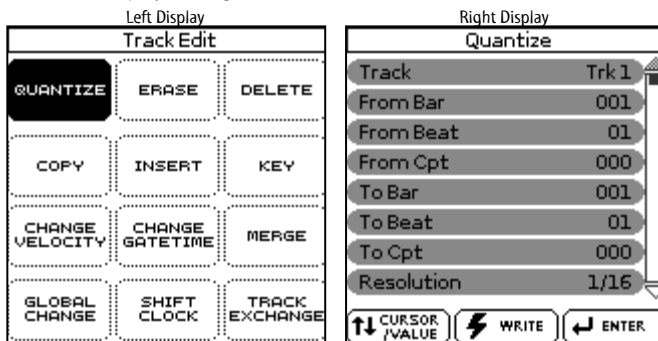 Left Display
Right Display
Track Edit
QUANTIZE
ERASE
DELETE
COPY
INSERT
KEY
CHANGE
VELOCITY
CHANGE
GATETIME
MERGE
GLOBAL
CHANGE
SHIFT
CLOCK
TRACK
EXCHANGE
Quantize
Track Trk 1
From Bar 001
From Beat 01
From Cpt 000
To Bar 001
To Beat 01
To Cpt 000
Resolution 1/16
CURSOR
/VALUE
WRITE
ENTER